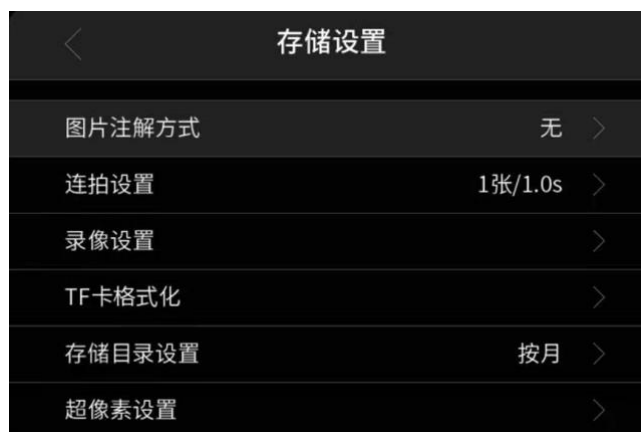 存储设置
图片注解方式 无
连拍设置 1张/1.0s
录像设置
TF卡格式化
存储目录设置 按月
超像素设置